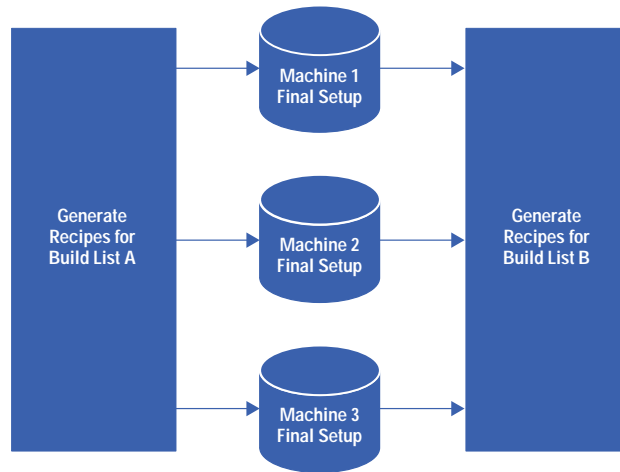 Generate
Recipes for
Build List A
Machine 1
Final Setup
Machine 2
Final Setup
Machine 3
Final Setup
Generate
Recipes for
Build List B